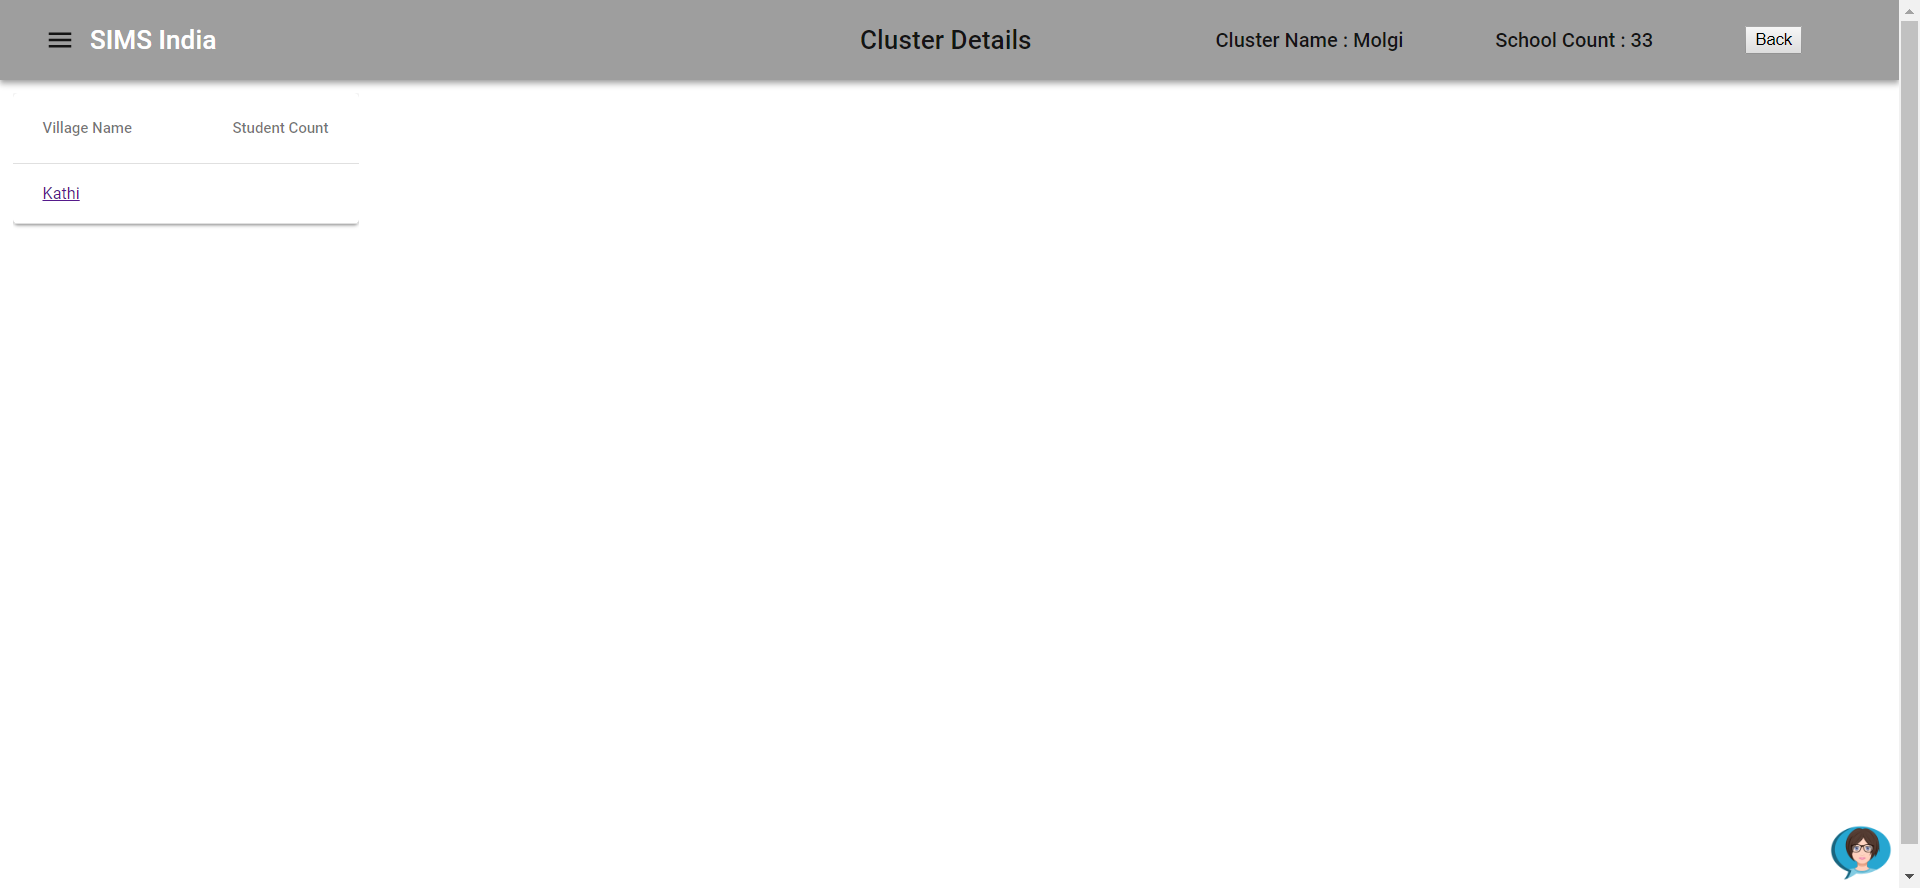 SIMS India
Cluster Details
Cluster Name : Molgi
School Count : 33
Back
Village Name
Student Count
Kathi